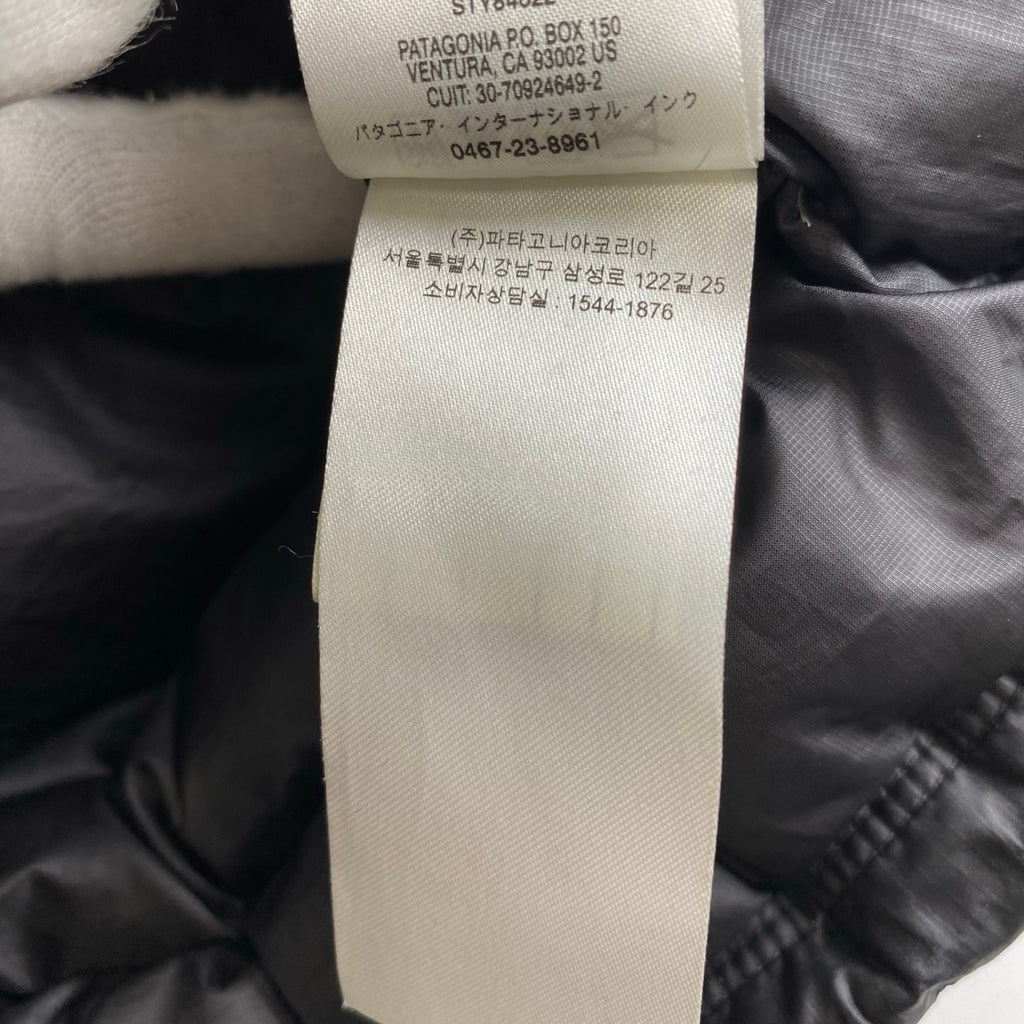 PATAGONIA P.O. BOX 150
VENTURA, CA 93002 US
CUIT: 30-70924649-2
パタゴニア・インターナショナル・インク
0467-23-8961
(주)파타고니아코리아
서울특별시 강남구 삼성로 122길 25
소비자상담실 : 1544-1876